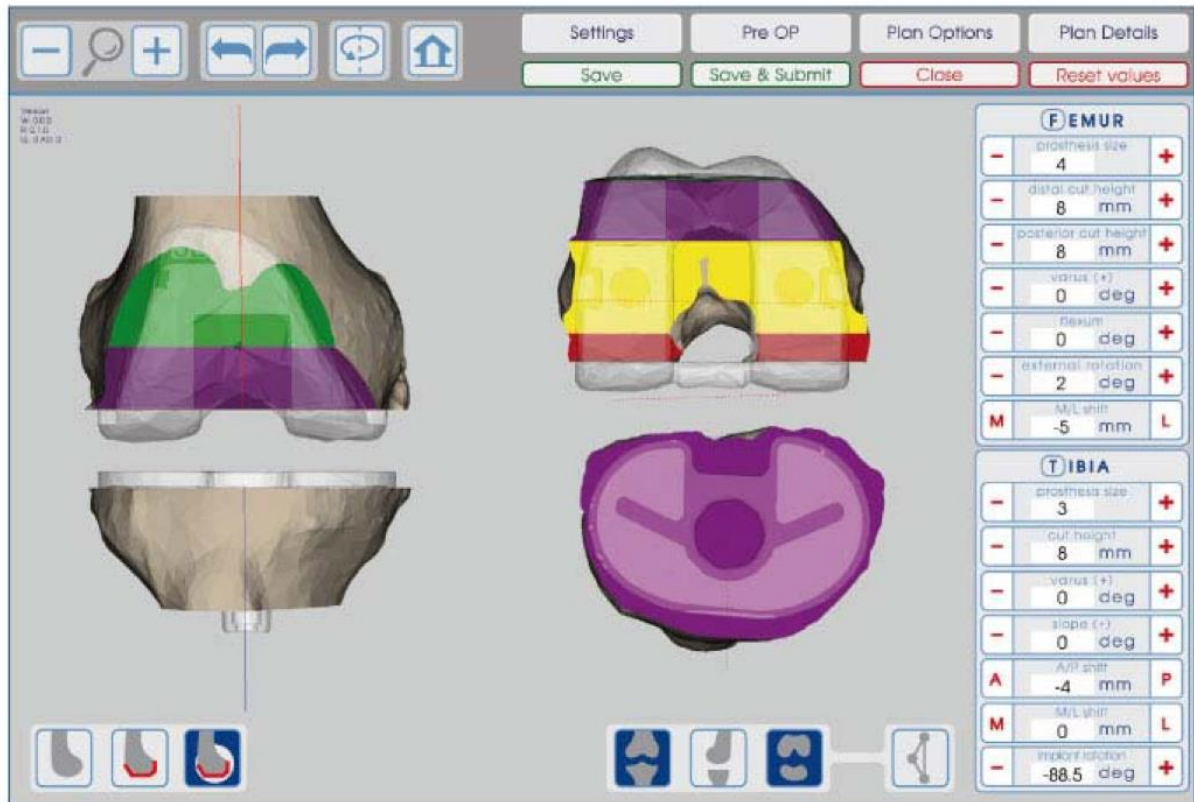 Settings
Pre OP
Plan Options
Plan Details
Save
Save & Submit
Close
Reset values
Version
FEMUR
prosthesis size
- 4 +
distal cut height
- 8 mm +
posterior cut height
- 8 mm +
varus (+)
- 0 deg +
flexum
- 0 deg +
external rotation
- 2 deg +
M/L shift
M -5 mm L
TIBIA
prosthesis size
- 3 +
cut height
- 8 mm +
varus (+)
- 0 deg +
slope (-)
- 0 deg +
A/P shift
A -4 mm P
M/L shift
M 0 mm L
implant rotation
- -88.5 deg +